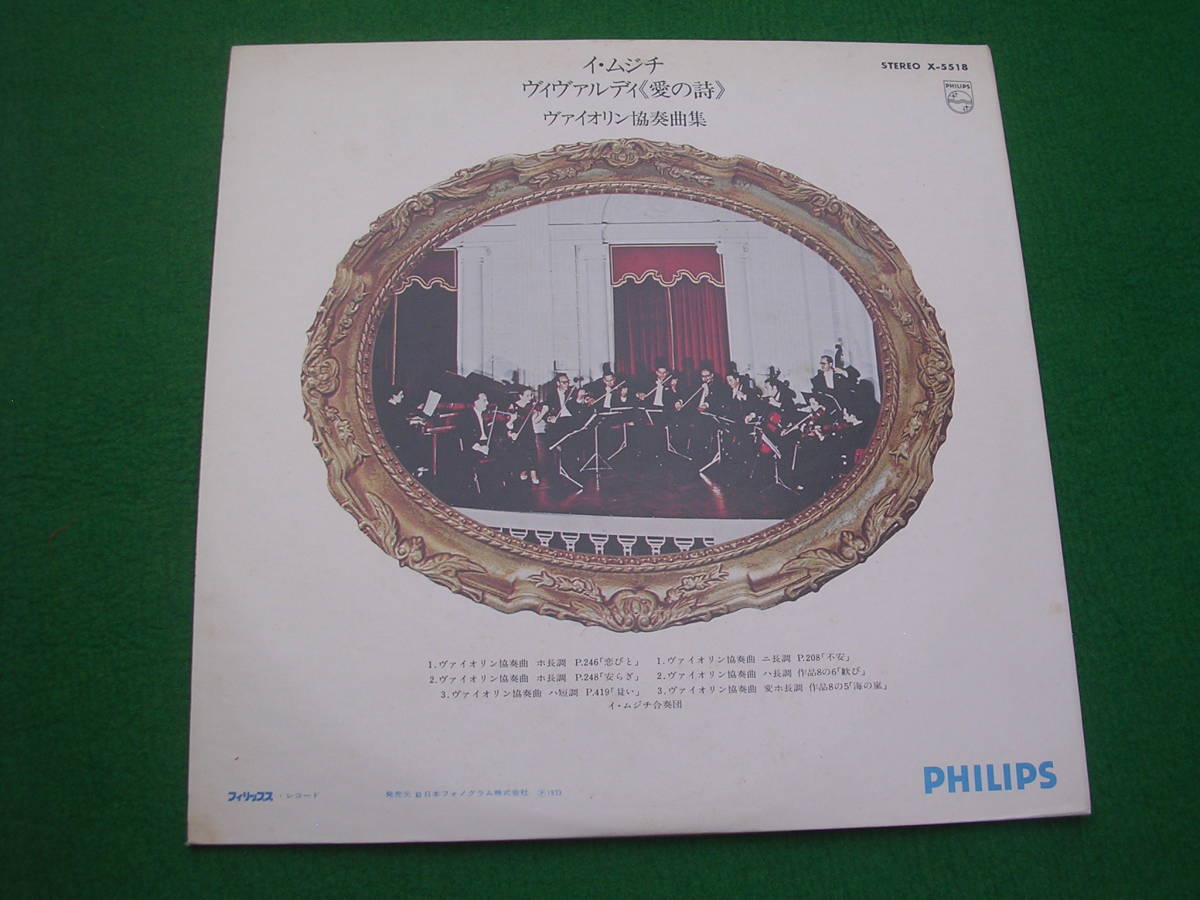 イ・ムジチ
ヴィヴァルディ《愛の詩》
ヴァイオリン協奏曲集
STEREO X-5518
PHILIPS
1.ヴァイオリン協奏曲 ホ長調 P.246「恋びと」
2.ヴァイオリン協奏曲 ホ長調 P.248「安らぎ」
3.ヴァイオリン協奏曲 ハ短調 P.419「疑い」
1.ヴァイオリン協奏曲 ニ長調 P.208「不安」
2.ヴァイオリン協奏曲 ハ長調 作品8の6「歓び」
3.ヴァイオリン協奏曲 変ホ長調 作品8の5「海の嵐」
イ・ムジチ合奏団
PHILIPS
フィリップス・レコード
発売元 日本フォノグラム株式会社